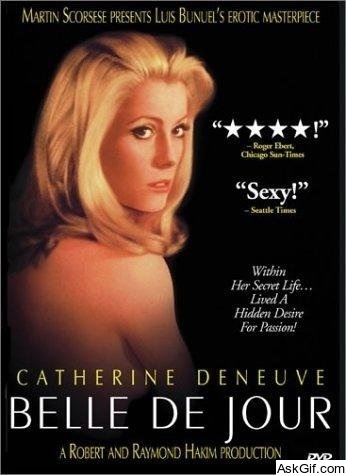 MARTIN SCORSESE PRESENTS LUIS BUNUEL'S EROTIC MASTERPIECE
"★★★★!"
– Roger Ebert,
Chicago Sun-Times
"Sexy!"
– Seattle Times
Within
Her Secret Life...
Lived A
Hidden Desire
For Passion!
CATHERINE DENEUVE
BELLE DE JOUR
A ROBERT AND RAYMOND HAKIM PRODUCTION
DVD
AskGif.com